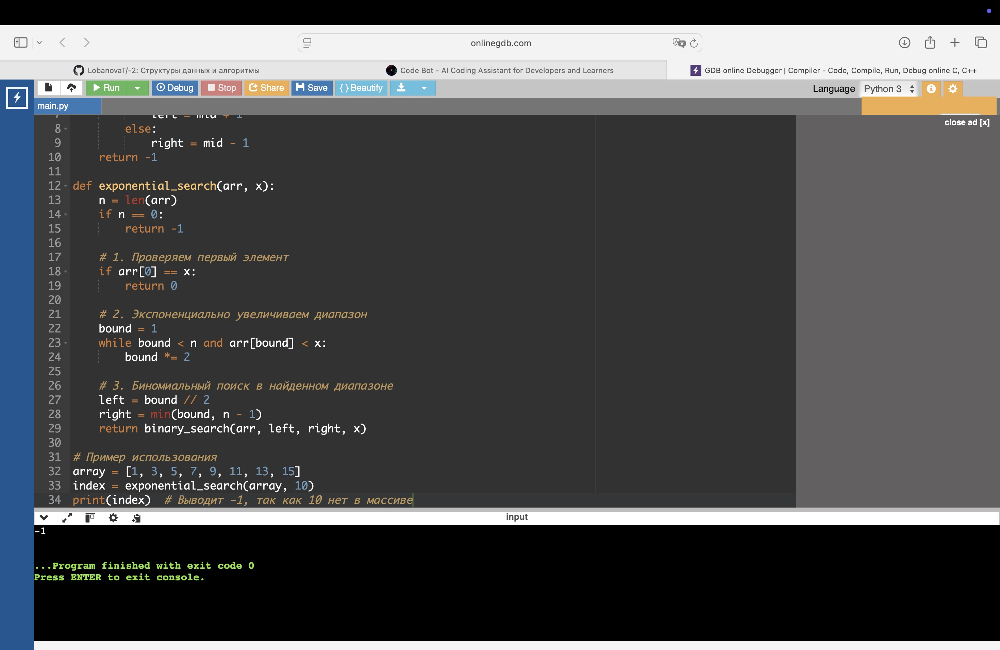 onlinegdb.com
LobanovaT/-2: Структуры данных и алгоритмы
Code Bot - AI Coding Assistant for Developers and Learners
GDB online Debugger | Compiler - Code, Compile, Run, Debug online C, C++
Run
Debug
Stop
Share
Save
{ } Beautify
Language
Python 3
main.py
close ad [x]
7 left = mid + 1
8 else:
9 right = mid - 1
10 return -1
11
12 def exponential_search(arr, x):
13 n = len(arr)
14 if n == 0:
15 return -1
16
17 # 1. Проверяем первый элемент
18 if arr[0] == x:
19 return 0
20
21 # 2. Экспоненциально увеличиваем диапазон
22 bound = 1
23 while bound < n and arr[bound] < x:
24 bound *= 2
25
26 # 3. Биномиальный поиск в найденном диапазоне
27 left = bound // 2
28 right = min(bound, n - 1)
29 return binary_search(arr, left, right, x)
30
31 # Пример использования
32 array = [1, 3, 5, 7, 9, 11, 13, 15]
33 index = exponential_search(array, 10)
34 print(index) # Выводит -1, так как 10 нет в массиве
input
-1
...Program finished with exit code 0
Press ENTER to exit console.